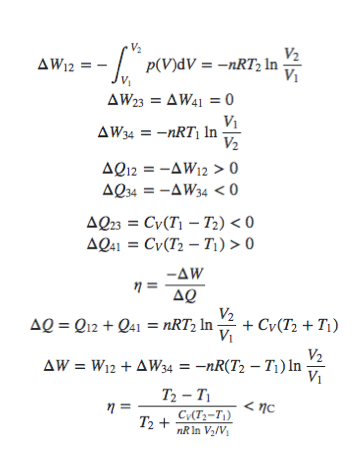 ΔW₁₂ = −∫_{V₁}^{V₂} p(V)dV = −nRT₂ ln V₂/V₁
ΔW₂₃ = ΔW₄₁ = 0
ΔW₃₄ = −nRT₁ ln V₁/V₂
ΔQ₁₂ = −ΔW₁₂ > 0
ΔQ₃₄ = −ΔW₃₄ < 0
ΔQ₂₃ = C_V(T₁ − T₂) < 0
ΔQ₄₁ = C_V(T₂ − T₁) > 0
η = −ΔW/ΔQ
ΔQ = Q₁₂ + Q₄₁ = nRT₂ ln V₂/V₁ + C_V(T₂ + T₁)
ΔW = W₁₂ + ΔW₃₄ = −nR(T₂ − T₁) ln V₂/V₁
η = (T₂ − T₁)/(T₂ + C_V(T₂−T₁)/(nR ln V₂/V₁)) < η_C